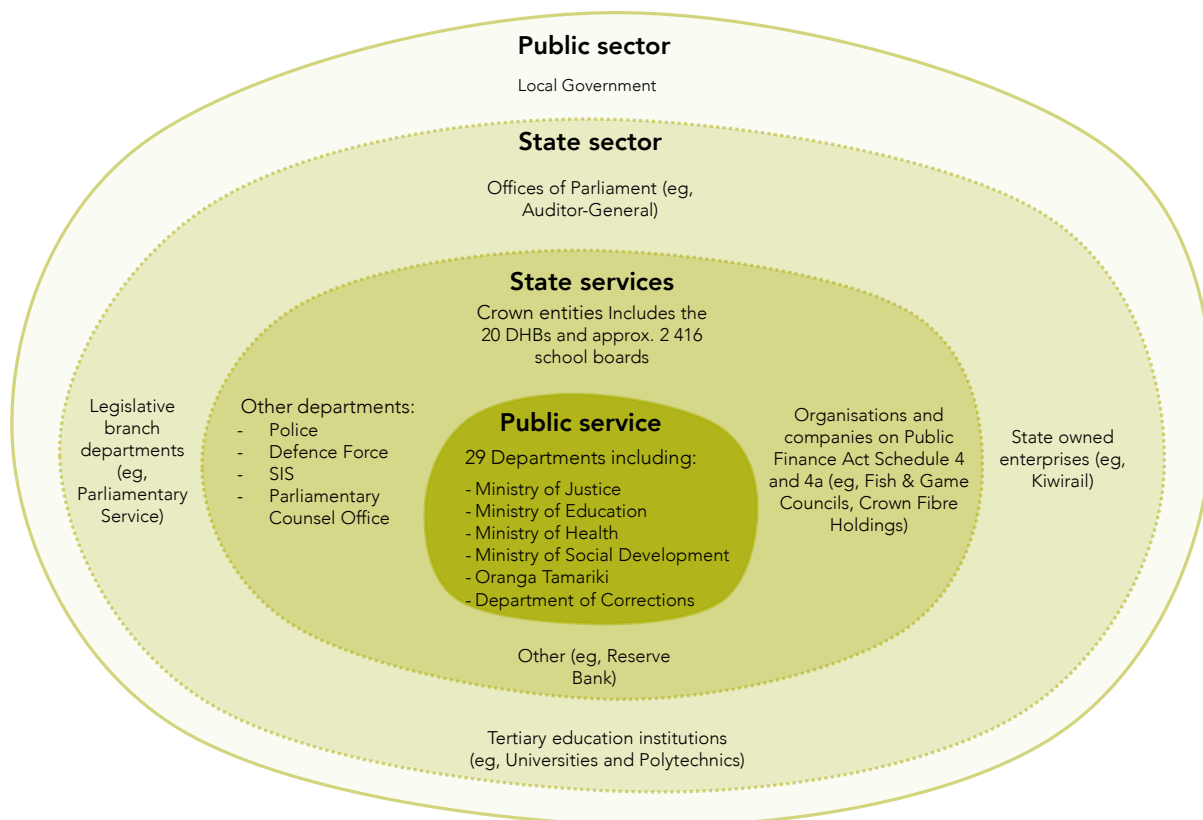 Public sector
Local Government
State sector
Offices of Parliament (eg,
Auditor-General)
State services
Crown entities Includes the
20 DHBs and approx. 2 416
school boards
Legislative
branch
departments
(eg,
Parliamentary
Service)
Other departments:
- Police
- Defence Force
- SIS
- Parliamentary
Counsel Office
Public service
29 Departments including:
- Ministry of Justice
- Ministry of Education
- Ministry of Health
- Ministry of Social Development
- Oranga Tamariki
- Department of Corrections
Organisations and
companies on Public
Finance Act Schedule 4
and 4a (eg, Fish & Game
Councils, Crown Fibre
Holdings)
State owned
enterprises (eg,
Kiwirail)
Other (eg, Reserve
Bank)
Tertiary education institutions
(eg, Universities and Polytechnics)